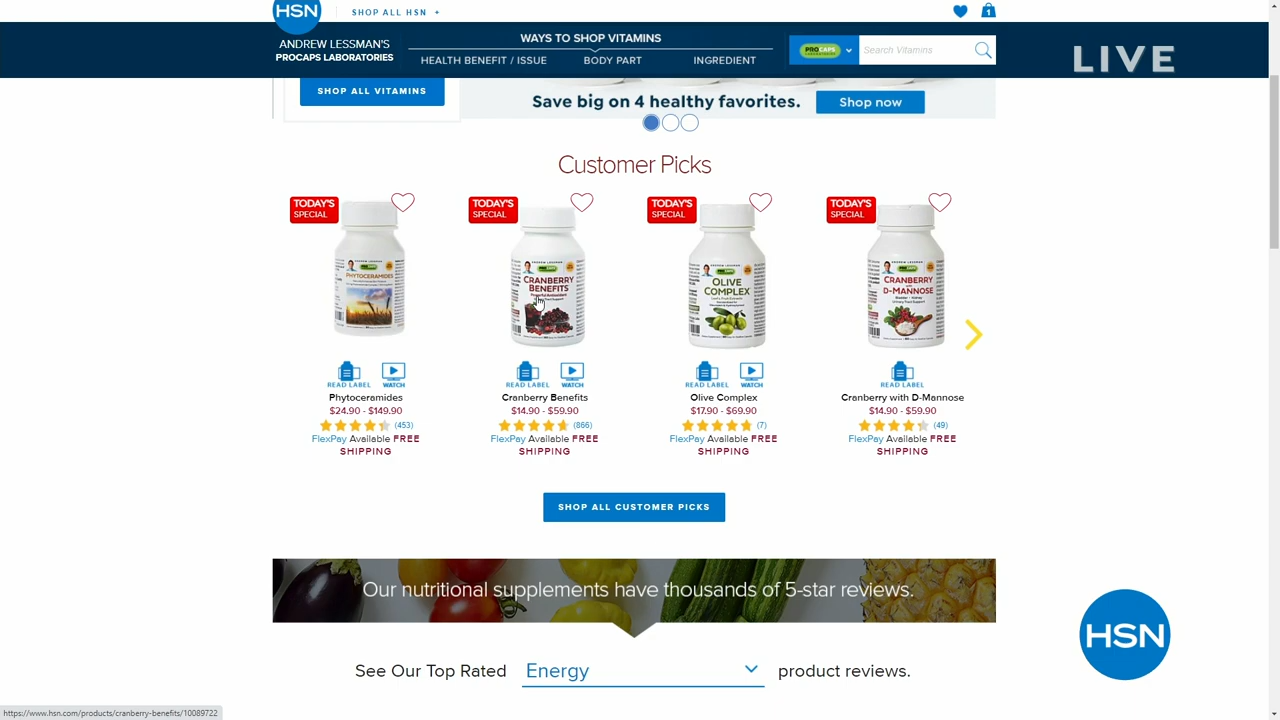 HSN
SHOP ALL HSN +
1
ANDREW LESSMAN'S
PROCAPS LABORATORIES
WAYS TO SHOP VITAMINS
HEALTH BENEFIT / ISSUE
BODY PART
INGREDIENT
PROCAPS
Search Vitamins
LIVE
SHOP ALL VITAMINS
Save big on 4 healthy favorites.
Shop now
Customer Picks
TODAY'S
SPECIAL
TODAY'S
SPECIAL
TODAY'S
SPECIAL
TODAY'S
SPECIAL
PHYTOCERAMIDES
CRANBERRY
BENEFITS
OLIVE
COMPLEX
CRANBERRY
D-MANNOSE
READ LABEL
WATCH
READ LABEL
WATCH
READ LABEL
WATCH
READ LABEL
Phytoceramides
$24.90 - $149.90
(453)
FlexPay Available FREE
SHIPPING
Cranberry Benefits
$14.90 - $59.90
(866)
FlexPay Available FREE
SHIPPING
Olive Complex
$17.90 - $69.90
(7)
FlexPay Available FREE
SHIPPING
Cranberry with D-Mannose
$14.90 - $59.90
(49)
FlexPay Available FREE
SHIPPING
SHOP ALL CUSTOMER PICKS
Our nutritional supplements have thousands of 5-star reviews.
HSN
See Our Top Rated Energy product reviews.
https://www.hsn.com/products/cranberry-benefits/10089722